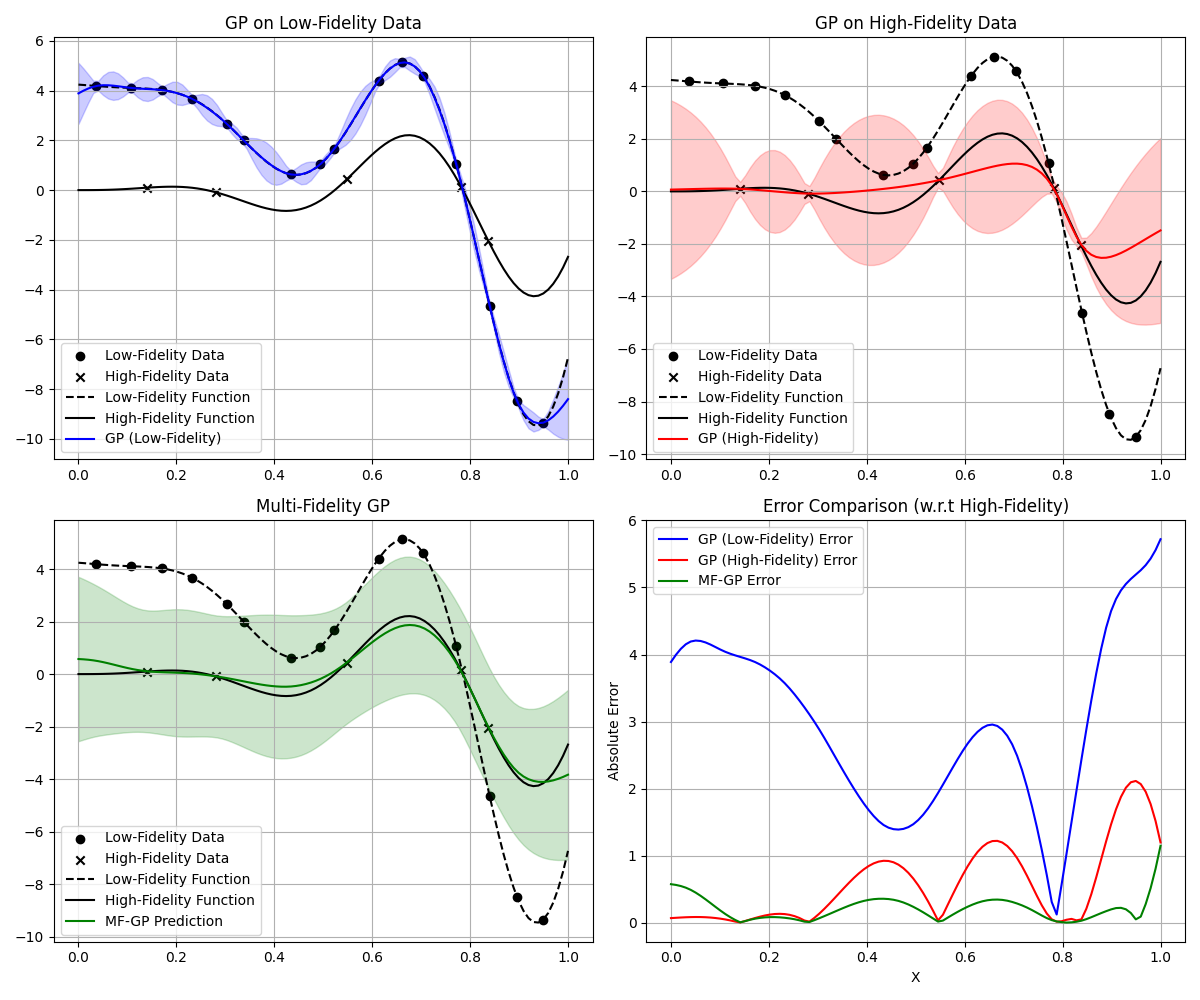 GP on Low-Fidelity Data
6
4
2
0
−2
−4
−6
−8
−10
Low-Fidelity Data
High-Fidelity Data
Low-Fidelity Function
High-Fidelity Function
GP (Low-Fidelity)
0.0 0.2 0.4 0.6 0.8 1.0
GP on High-Fidelity Data
4
2
0
−2
−4
−6
−8
−10
Low-Fidelity Data
High-Fidelity Data
Low-Fidelity Function
High-Fidelity Function
GP (High-Fidelity)
0.0 0.2 0.4 0.6 0.8 1.0
Multi-Fidelity GP
4
2
0
−2
−4
−6
−8
−10
Low-Fidelity Data
High-Fidelity Data
Low-Fidelity Function
High-Fidelity Function
MF-GP Prediction
0.0 0.2 0.4 0.6 0.8 1.0
Error Comparison (w.r.t High-Fidelity)
GP (Low-Fidelity) Error
GP (High-Fidelity) Error
MF-GP Error
Absolute Error
6
5
4
3
2
1
0
0.0 0.2 0.4 0.6 0.8 1.0
X